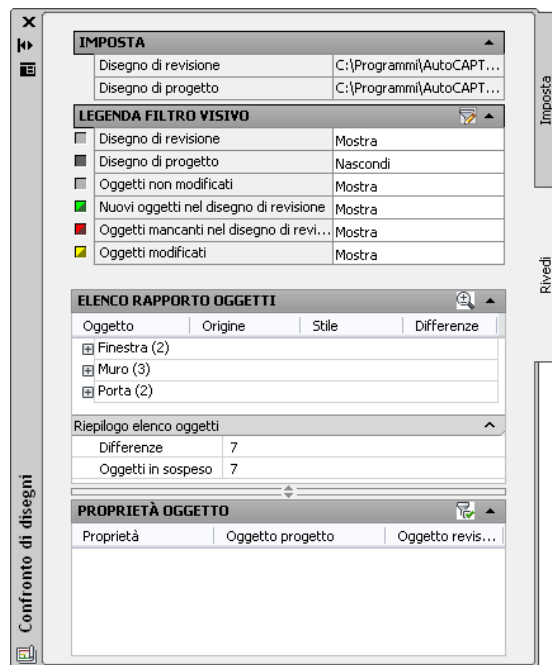 IMPOSTA
Disegno di revisione C:\Programmi\AutoCAPT...
Disegno di progetto C:\Programmi\AutoCAPT...
LEGENDA FILTRO VISIVO
Disegno di revisione Mostra
Disegno di progetto Nascondi
Oggetti non modificati Mostra
Nuovi oggetti nel disegno di revisione Mostra
Oggetti mancanti nel disegno di revi... Mostra
Oggetti modificati Mostra
ELENCO RAPPORTO OGGETTI
Oggetto Origine Stile Differenze
Finestra (2)
Muro (3)
Porta (2)
Riepilogo elenco oggetti
Differenze 7
Oggetti in sospeso 7
PROPRIETÀ OGGETTO
Proprietà Oggetto progetto Oggetto revis...
Confronto di disegni
Imposta
Rivedi